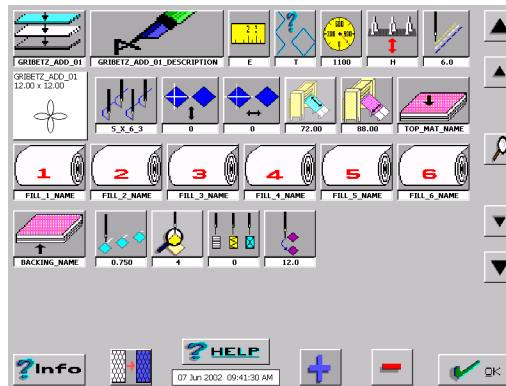 GRIBETZ_ADD_01
GRIBETZ_ADD_01_DESCRIPTION
E
T
1100
H
6.0
GRIBETZ_ADD_01
12.00 x 12.00
5_X_6_3
0
0
72.00
88.00
TOP_MAT_NAME
1
2
3
4
5
6
FILL_1_NAME
FILL_2_NAME
FILL_3_NAME
FILL_4_NAME
FILL_5_NAME
FILL_6_NAME
BACKING_NAME
0.750
4
0
12.0
?Info
?HELP
07 Jun 2002 09:41:30 AM
OK